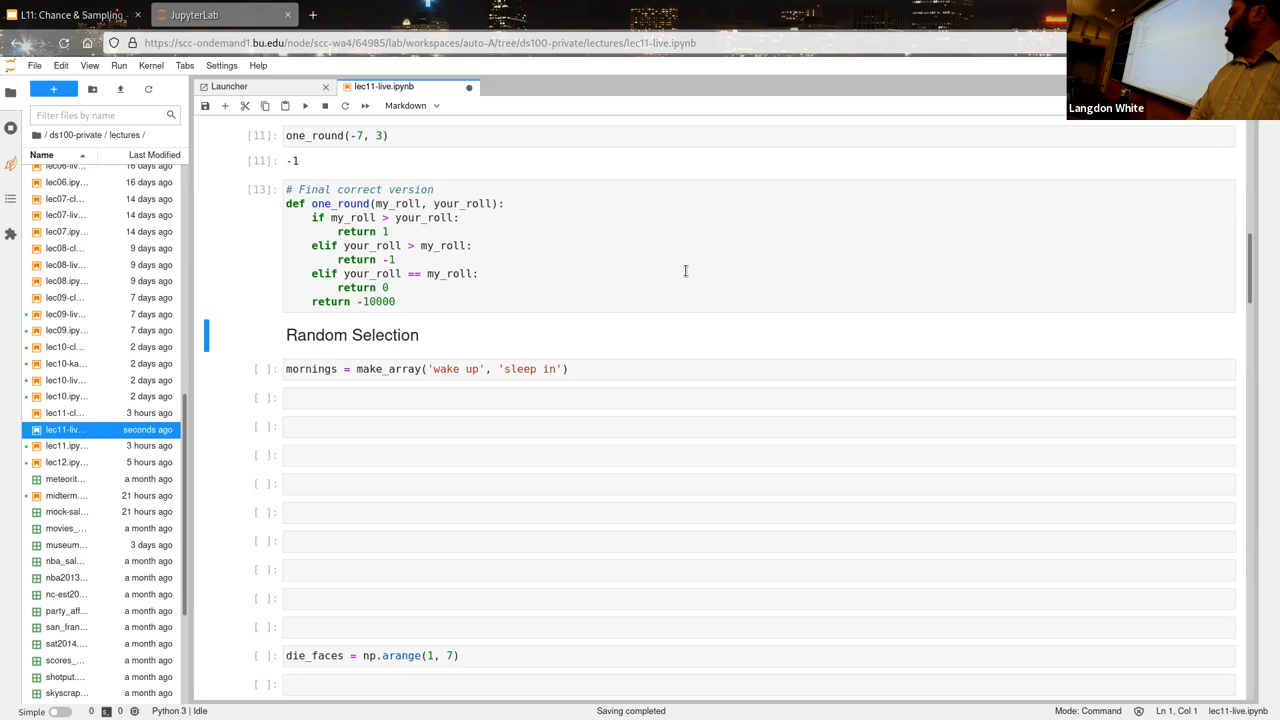 L11: Chance & Sampling -
JupyterLab
https://scc-ondemand1.bu.edu/node/scc-wa4/64985/lab/workspaces/auto-A/tree/ds100-private/lectures/lec11-live.ipynb
File Edit View Run Kernel Tabs Settings Help
Langdon White
Launcher
lec11-live.ipynb
Markdown
Filter files by name
/ ds100-private / lectures /
Name Last Modified
lec06-liv... 16 days ago
lec06.ipy... 16 days ago
lec07-cl... 14 days ago
lec07-liv... 14 days ago
lec07.ipy... 14 days ago
lec08-cl... 9 days ago
lec08-liv... 9 days ago
lec08.ipy... 9 days ago
lec09-cl... 7 days ago
lec09-liv... 7 days ago
lec09.ipy... 7 days ago
lec10-cl... 2 days ago
lec10-ka... 2 days ago
lec10-liv... 2 days ago
lec10.ipy... 2 days ago
lec11-cl... 3 hours ago
lec11-liv... seconds ago
lec11.ipy... 3 hours ago
lec12.ipy... 5 hours ago
meteorit... a month ago
midterm.... 21 hours ago
mock-sal... 21 hours ago
movies_... a month ago
museum... 3 days ago
nba_sal... a month ago
nba2013... a month ago
nc-est20... a month ago
party_aff... a month ago
san_fran... a month ago
sat2014.... a month ago
scores_... a month ago
shotput.... a month ago
skyscrap... a month ago
[11]: one_round(-7, 3)
[11]: -1
[13]: # Final correct version
def one_round(my_roll, your_roll):
if my_roll > your_roll:
return 1
elif your_roll > my_roll:
return -1
elif your_roll == my_roll:
return 0
return -10000
Random Selection
[ ]: mornings = make_array('wake up', 'sleep in')
[ ]:
[ ]:
[ ]:
[ ]:
[ ]:
[ ]:
[ ]:
[ ]:
[ ]:
[ ]: die_faces = np.arange(1, 7)
[ ]:
Simple 0 0 Python 3 | Idle Saving completed Mode: Command Ln 1, Col 1 lec11-live.ipynb